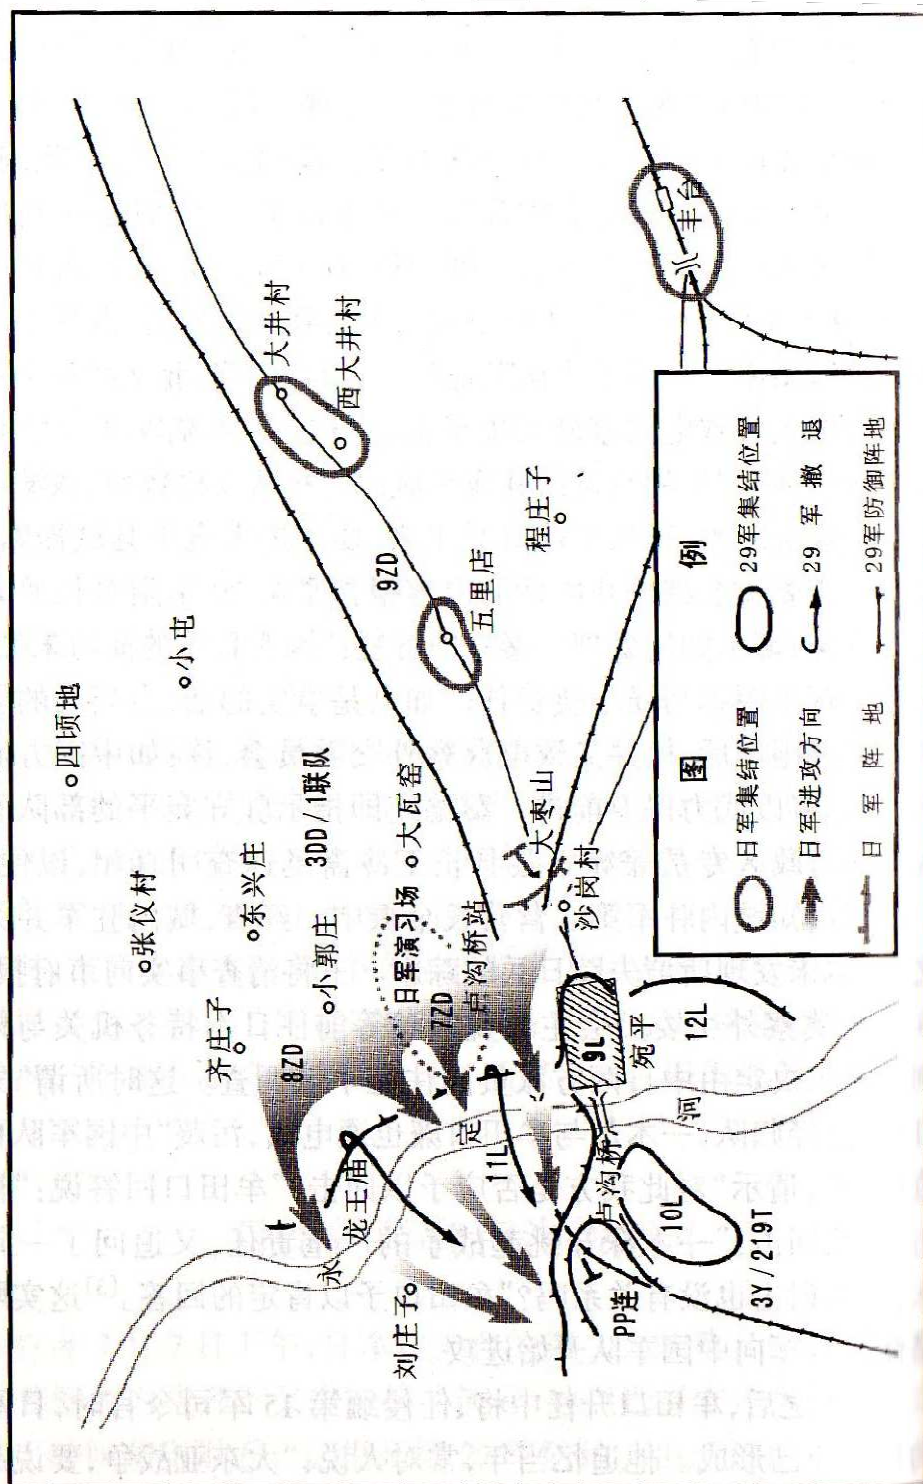 四顷地
小屯
张仪村
东兴庄
齐庄子
小郭庄
3DD/1联队
8ZD
日军演习场
大瓦窑
9ZD
大井村
西大井村
五里店
程庄子
丰台
7ZD
卢沟桥站
大枣山
沙岗村
9L
宛平
12L
永
定
河
龙王庙
11L
卢沟桥
10L
刘庄子
PP连
3Y/219T
图 例
日军集结位置
29军集结位置
日军进攻方向
29军撤退
日军阵地
29军防御阵地